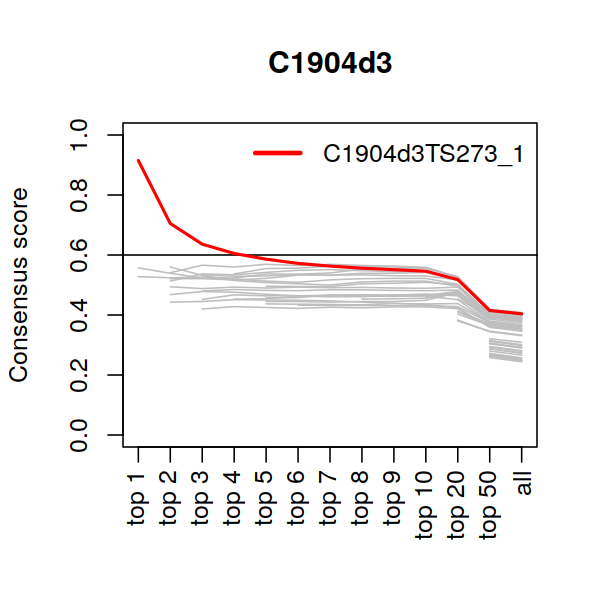 C1904d3
C1904d3TS273_1
Consensus score
1.0
0.8
0.6
0.4
0.2
0.0
top 1
top 2
top 3
top 4
top 5
top 6
top 7
top 8
top 9
top 10
top 20
top 50
all